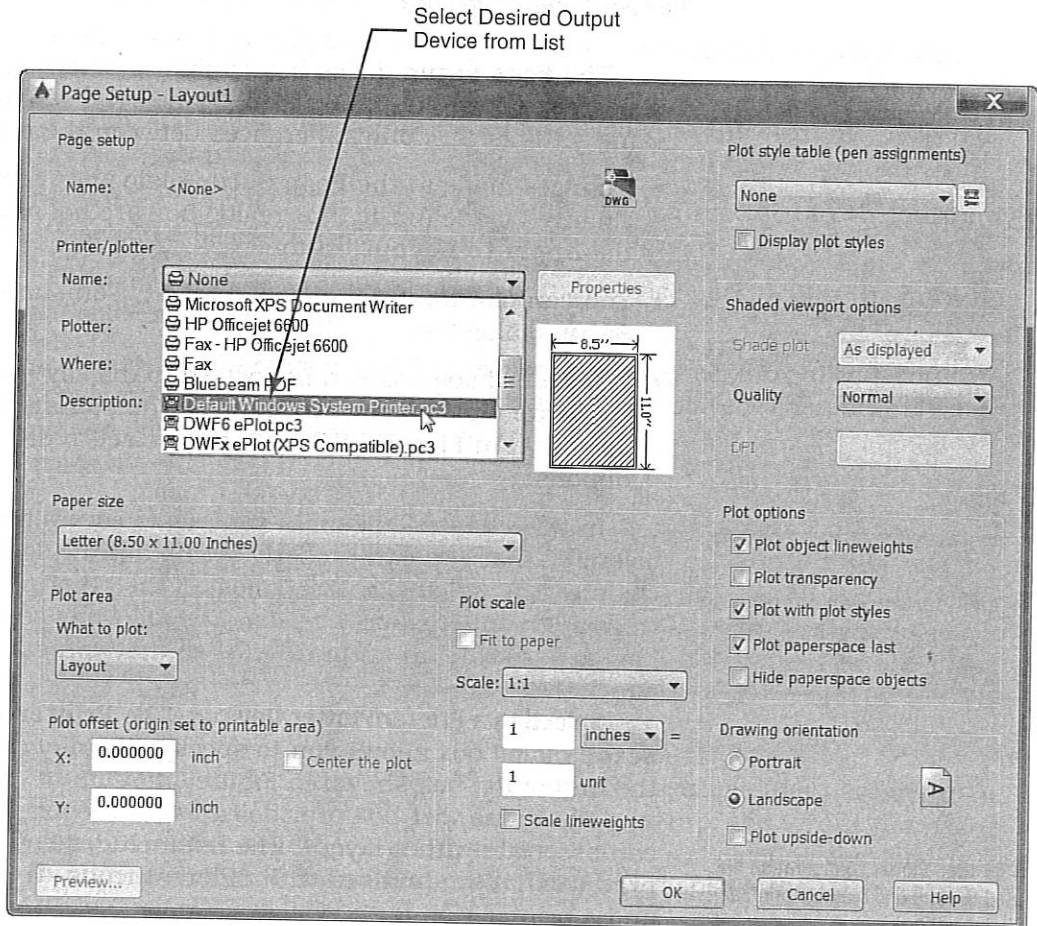 Select Desired Output
Device from List
Page Setup - Layout1
X
Page setup
Name: <None>
DWG
Printer/plotter
Name: None
Properties
Microsoft XPS Document Writer
HP Officejet 6600
Fax - HP Officejet 6600
Fax
Bluebeam PDF
Default Windows System Printer.pc3
DWF6 ePlot.pc3
DWFx ePlot (XPS Compatible).pc3
Plotter:
Where:
Description:
8.5''
11.0''
Paper size
Letter (8.50 x 11.00 Inches)
Plot area
What to plot:
Layout
Plot scale
Fit to paper
Scale: 1:1
1 inches =
1 unit
Scale lineweights
Plot offset (origin set to printable area)
X: 0.000000 inch
Center the plot
Y: 0.000000 inch
Plot style table (pen assignments)
None
Display plot styles
Shaded viewport options
Shade plot As displayed
Quality Normal
DPI
Plot options
Plot object lineweights
Plot transparency
Plot with plot styles
Plot paperspace last
Hide paperspace objects
Drawing orientation
Portrait
Landscape
A
Plot upside-down
Preview...
OK
Cancel
Help